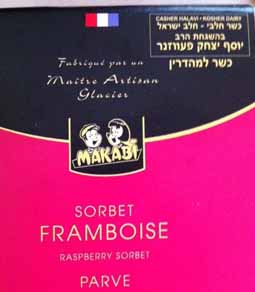 CASHER HALAVI - KOSHER DAIRY
כשר חלבי - חלב ישראל
בהשגחת הרב
יוסף יצחק פעווזנר
כשר למהדרין
Fabriqué par un
Maître Artisan
Glacier
MAKABI
SORBET
FRAMBOISE
RASPBERRY SORBET
PARVE